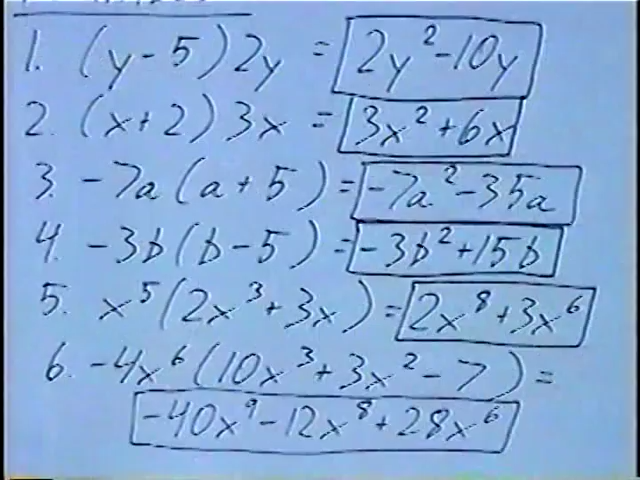 1. (y - 5) 2y = 2y² - 10y
2. (x + 2) 3x = 3x² + 6x
3. -7a (a + 5) = -7a² - 35a
4. -3b (b - 5) = -3b² + 15b
5. x⁵ (2x³ + 3x) = 2x⁸ + 3x⁶
6. -4x⁶ (10x³ + 3x² - 7) =
-40x⁹ - 12x⁸ + 28x⁶